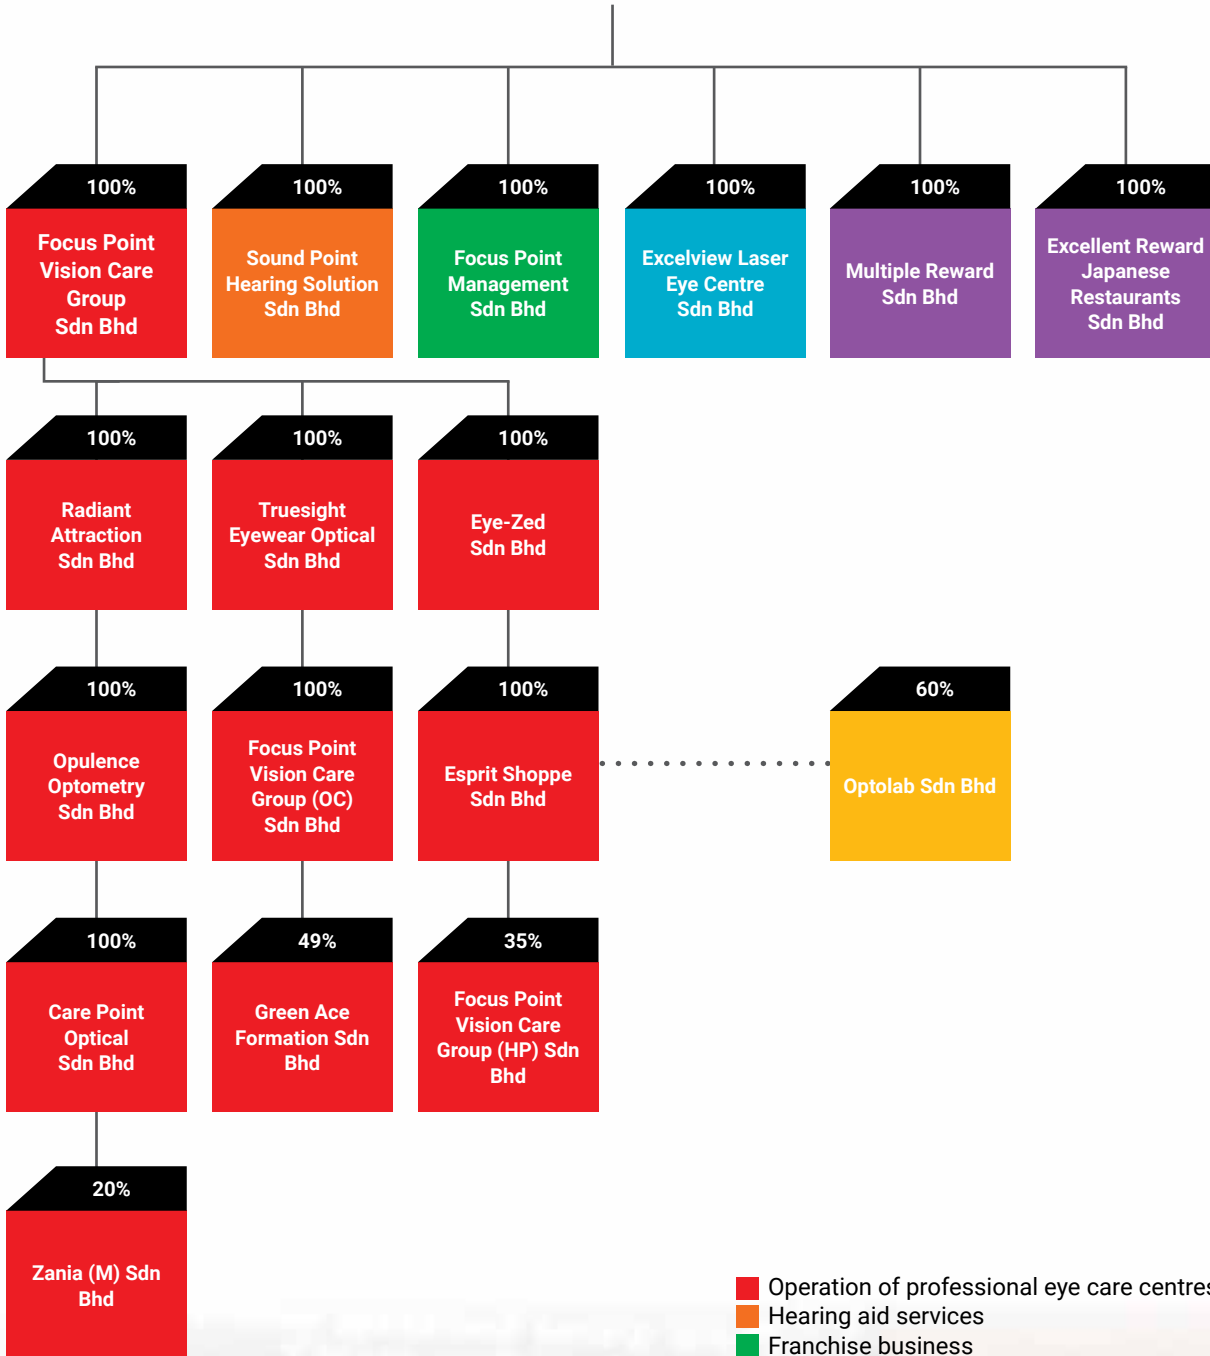 100%
Focus Point
Vision Care
Group
Sdn Bhd
100%
Sound Point
Hearing Solution
Sdn Bhd
100%
Focus Point
Management
Sdn Bhd
100%
Excelview Laser
Eye Centre
Sdn Bhd
100%
Multiple Reward
Sdn Bhd
100%
Excellent Reward
Japanese
Restaurants
Sdn Bhd
100%
Radiant
Attraction
Sdn Bhd
100%
Truesight
Eyewear Optical
Sdn Bhd
100%
Eye-Zed
Sdn Bhd
100%
Opulence
Optometry
Sdn Bhd
100%
Focus Point
Vision Care
Group (OC)
Sdn Bhd
100%
Esprit Shoppe
Sdn Bhd
60%
Optolab Sdn Bhd
100%
Care Point
Optical
Sdn Bhd
49%
Green Ace
Formation Sdn
Bhd
35%
Focus Point
Vision Care
Group (HP) Sdn
Bhd
20%
Zania (M) Sdn
Bhd
Operation of professional eye care centres
Hearing aid services
Franchise business